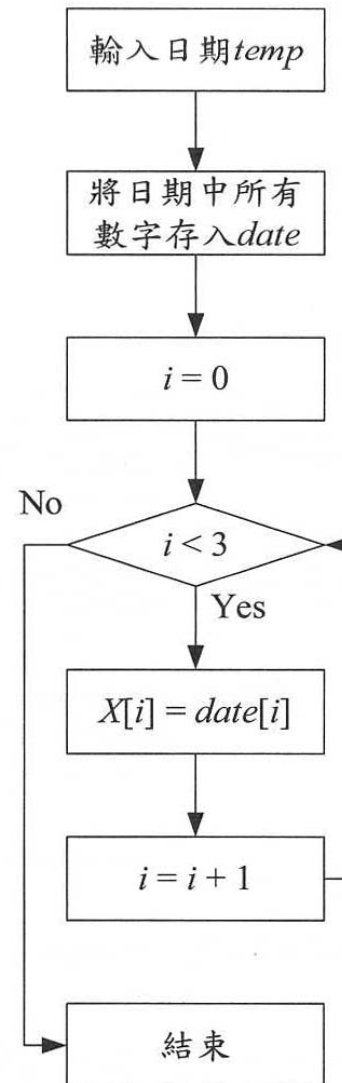 輸入日期temp
將日期中所有
數字存入date
i = 0
No
i < 3
Yes
X[i] = date[i]
i = i + 1
結束